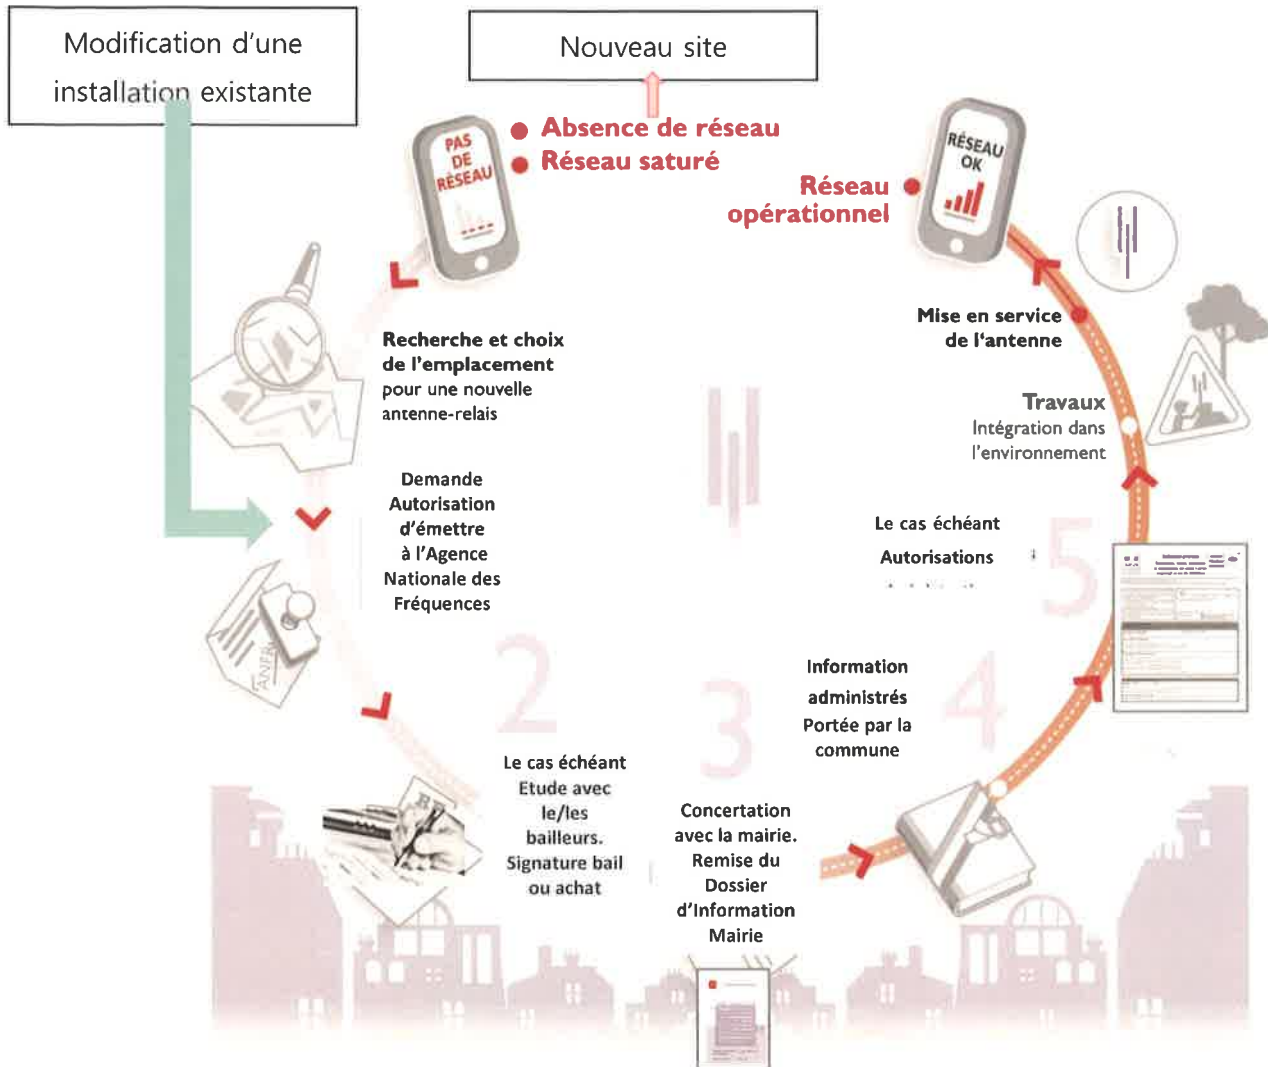 Modification d'une
installation existante
Nouveau site
PAS
DE
RÉSEAU
Absence de réseau
Réseau saturé
RÉSEAU
OK
Réseau
opérationnel
Recherche et choix
de l'emplacement
pour une nouvelle
antenne-relais
Mise en service
de l'antenne
Travaux
Intégration dans
l'environnement
Demande
Autorisation
d'émettre
à l'Agence
Nationale des
Fréquences
ANFR
Le cas échéant
Autorisations
5
2
Le cas échéant
Etude avec
le/les
bailleurs.
Signature bail
ou achat
3
Concertation
avec la mairie.
Remise du
Dossier
d'Information
Mairie
4
Information
administrés
Portée par la
commune